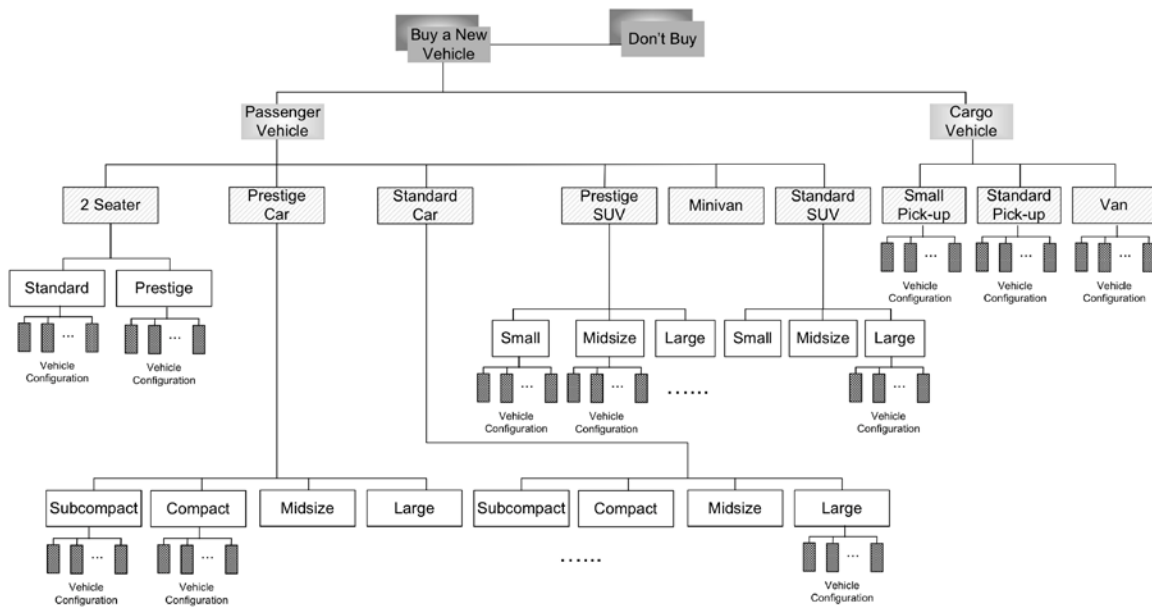 Buy a New
Vehicle
Don't Buy
Passenger
Vehicle
Cargo
Vehicle
2 Seater
Prestige
Car
Standard
Car
Prestige
SUV
Minivan
Standard
SUV
Small
Pick-up
Standard
Pick-up
Van
...
...
...
Vehicle
Configuration
Vehicle
Configuration
Vehicle
Configuration
Standard
Prestige
...
...
Vehicle
Configuration
Vehicle
Configuration
Small
Midsize
Large
Small
Midsize
Large
...
...
......
...
Vehicle
Configuration
Vehicle
Configuration
Vehicle
Configuration
Subcompact
Compact
Midsize
Large
Subcompact
Compact
Midsize
Large
...
...
......
...
Vehicle
Configuration
Vehicle
Configuration
Vehicle
Configuration